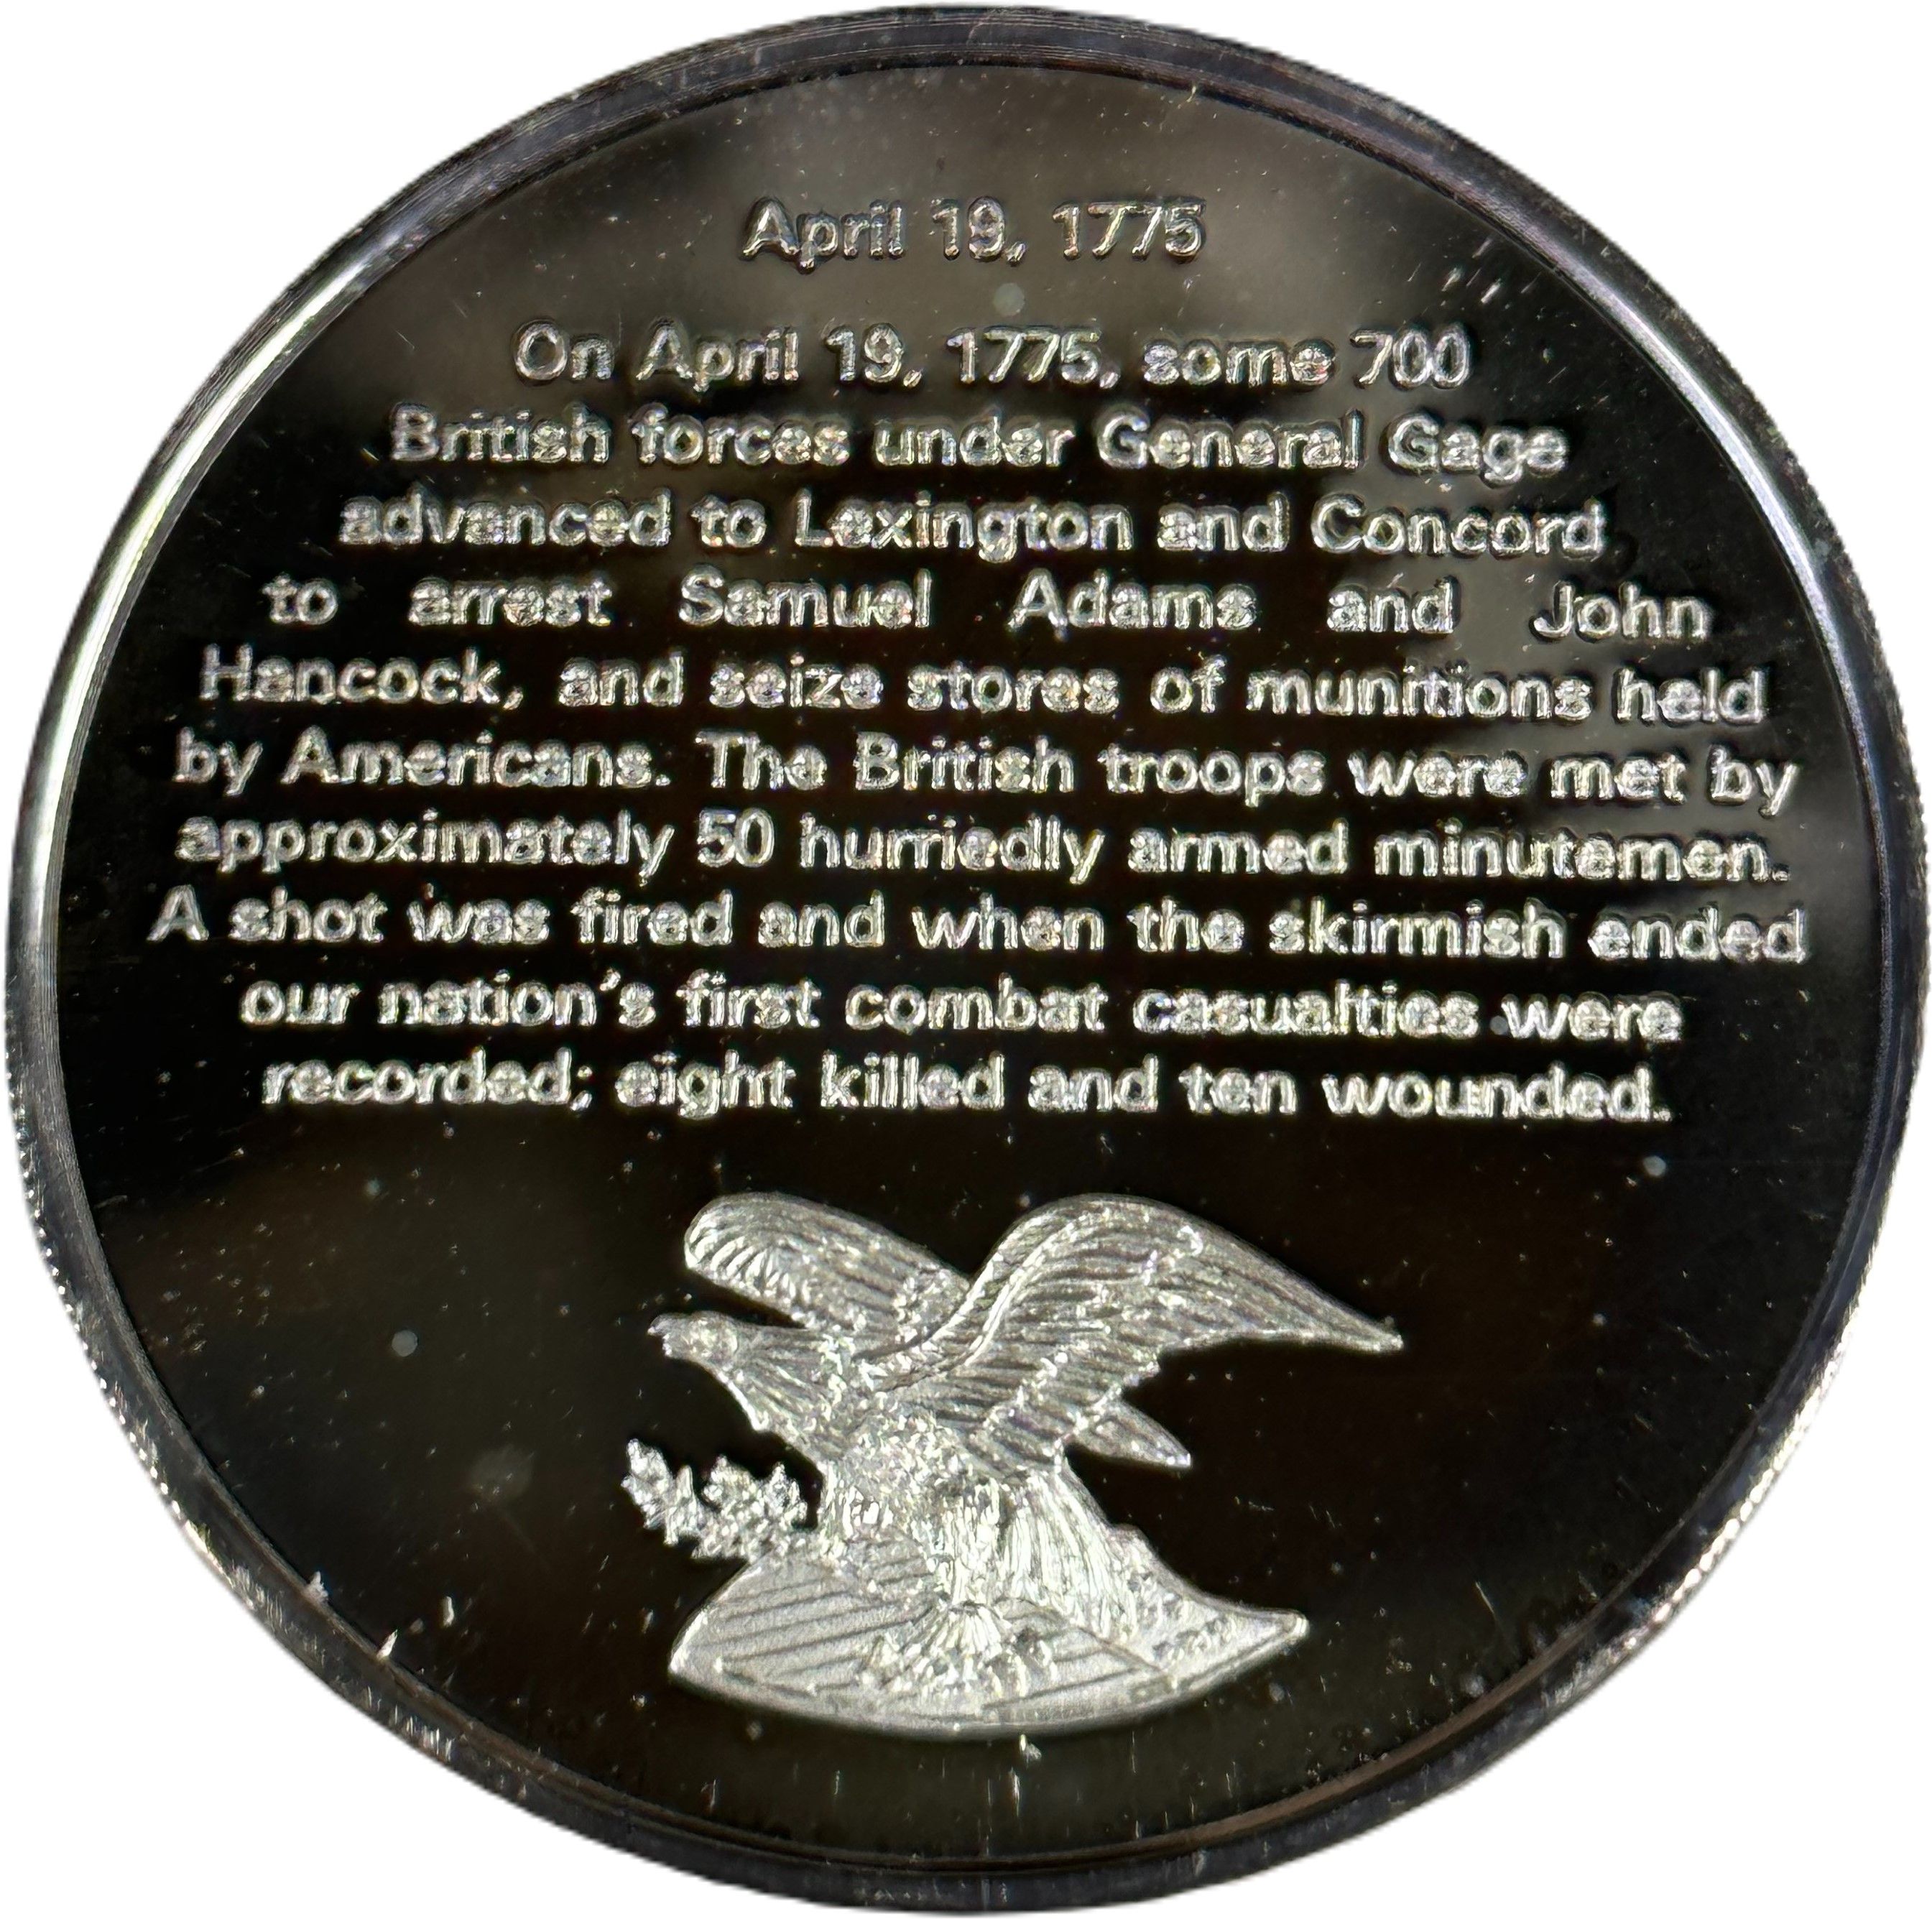 April 19, 1775
On April 19, 1775, some 700
British forces under General Gage
advanced to Lexington and Concord
to arrest Samuel Adams and John
Hancock, and seize stores of munitions held
by Americans. The British troops were met by
approximately 50 hurriedly armed minutemen.
A shot was fired and when the skirmish ended
our nation's first combat casualties were
recorded; eight killed and ten wounded.